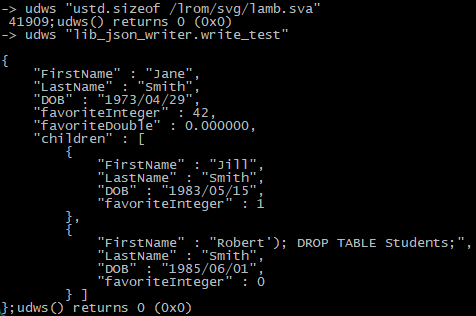 -> udws "ustd.sizeof /lrom/svg/lamb.sva"
41909;udws() returns 0 (0x0)
-> udws "lib_json_writer.write_test"
{
"FirstName" : "Jane",
"LastName" : "Smith",
"DOB" : "1973/04/29",
"favoriteInteger" : 42,
"favoriteDouble" : 0.000000,
"children" : [
{
"FirstName" : "Jill",
"LastName" : "Smith",
"DOB" : "1983/05/15",
"favoriteInteger" : 1
},
{
"FirstName" : "Robert'); DROP TABLE Students;",
"LastName" : "Smith",
"DOB" : "1985/06/01",
"favoriteInteger" : 0
} ]
};udws() returns 0 (0x0)